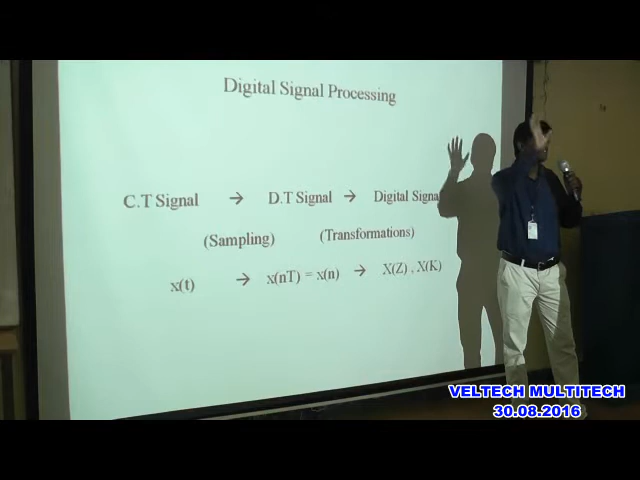 Digital Signal Processing
C.T Signal → D.T Signal → Digital Signa
(Sampling) (Transformations)
x(t) → x(nT) = x(n) → X(Z) , X(K)
VELTECH MULTITECH
30.08.2016